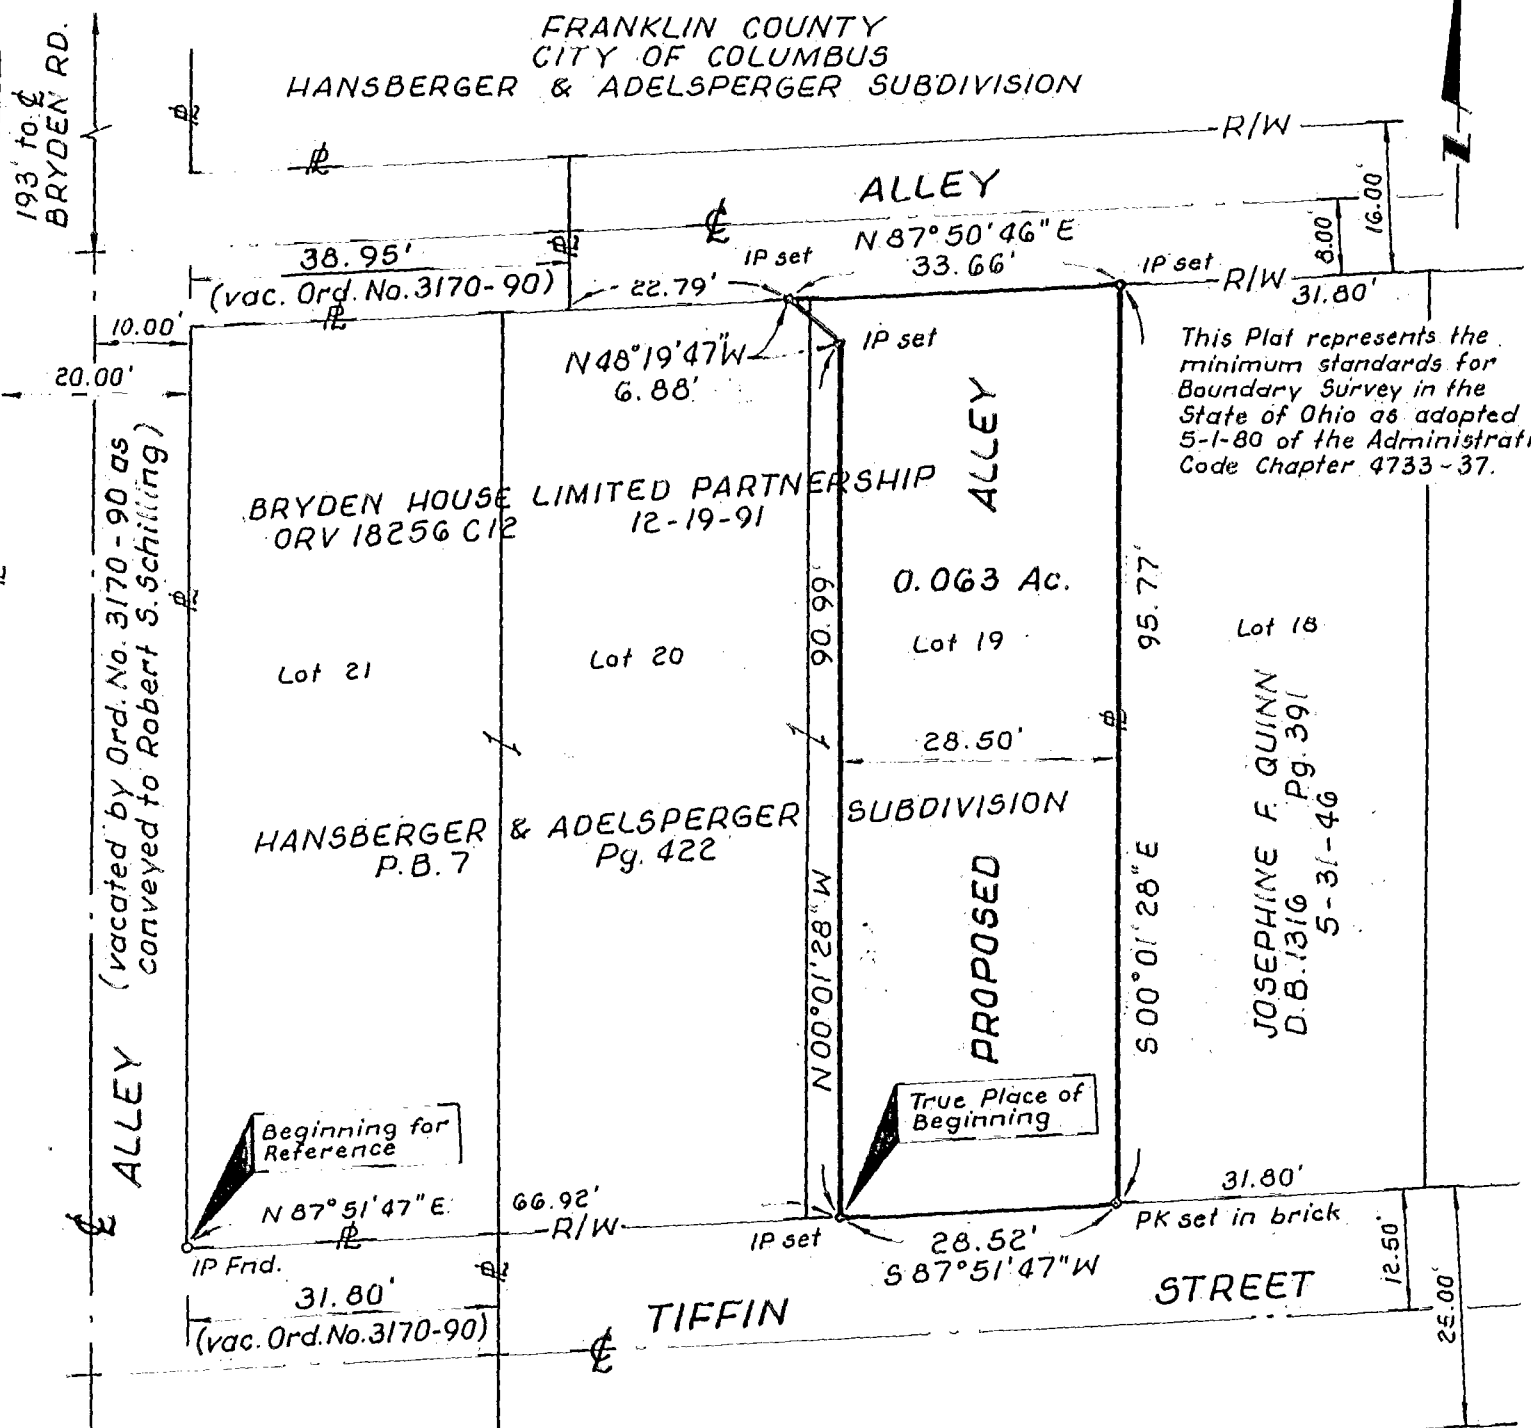 FRANKLIN COUNTY
CITY OF COLUMBUS
HANSBERGER & ADELSPERGER SUBDIVISION
193' to ℄
BRYDEN RD.
R/W
ALLEY
℄
16.00'
8.00'
N 87°50'46" E
33.66'
IP set
IP set
R/W
31.80'
38.95'
(vac. Ord. No. 3170-90)
22.79'
10.00'
20.00'
N 48°19'47" W
6.88'
IP set
This Plat represents the
minimum standards for
Boundary Survey in the
State of Ohio as adopted
5-1-80 of the Administrati
Code Chapter 4733-37.
ALLEY (vacated by Ord. No. 3170-90 as
conveyed to Robert S. Schilling)
℄
BRYDEN HOUSE LIMITED PARTNERSHIP
ORV 18256 C12 12-19-91
PROPOSED ALLEY
0.063 Ac.
Lot 21
Lot 20
Lot 19
Lot 18
N 00°01'28" W 90.99'
28.50'
S 00°01'28" E 95.77'
JOSEPHINE F. QUINN
D.B. 1316 Pg. 391
5-31-46
HANSBERGER & ADELSPERGER SUBDIVISION
P.B. 7 Pg. 422
Beginning for
Reference
True Place of
Beginning
N 87°51'47" E
66.92'
R/W
IP Fnd.
IP set
28.52'
S 87°51'47" W
PK set in brick
31.80'
31.80'
(vac. Ord. No. 3170-90)
TIFFIN STREET
℄
12.50'
25.00'